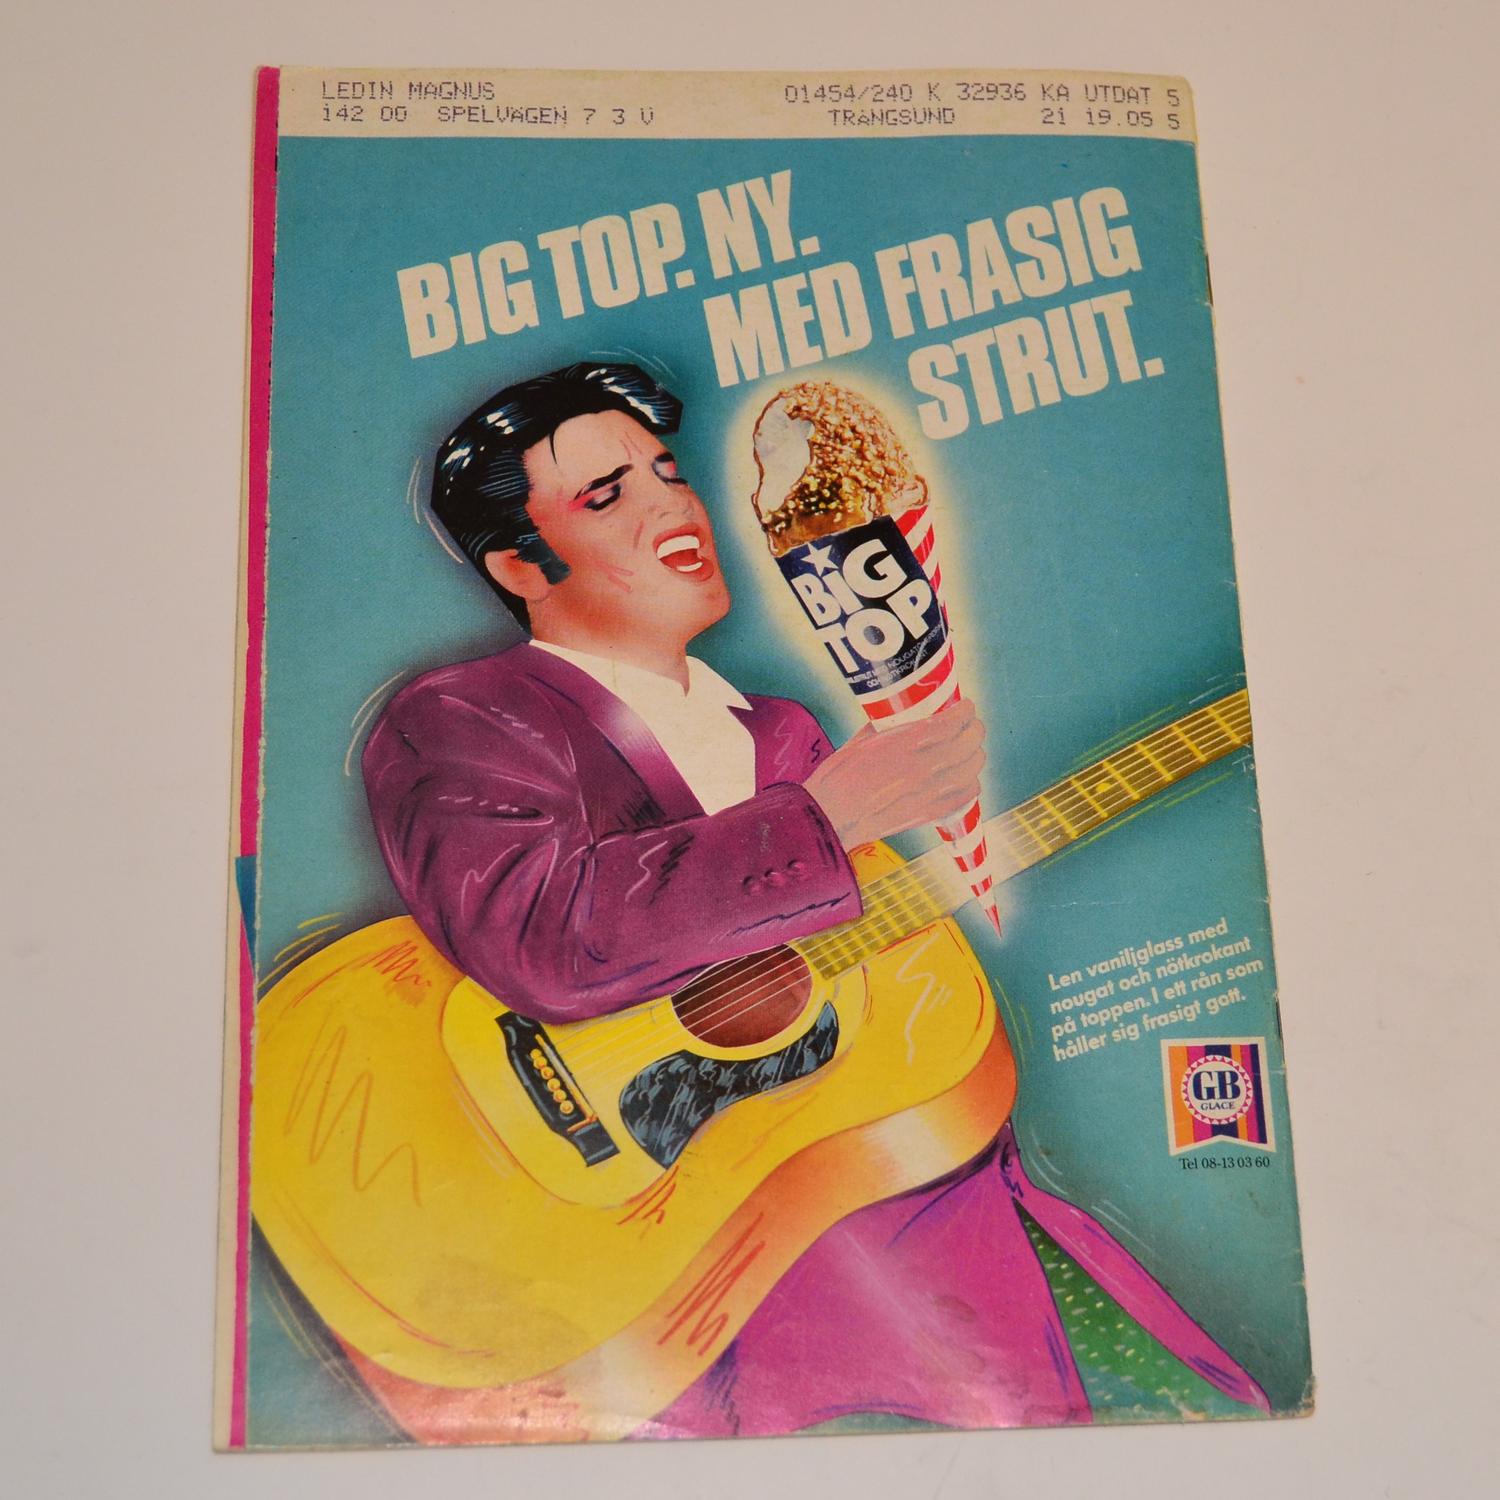 LEDIN MAGNUS 01454/240 K 32936 KA UTDAT 5
142 00 SPELVÄGEN 7 3 V TRÅNGSUND 21 19.05 5
BIG TOP. NY.
MED FRASIG
STRUT.
BIG
TOP
Len vaniljglass med
nougat och nötkrokant
på toppen. I ett rån som
håller sig frasigt gott.
GB
GLACE
Tel 08-13 03 60